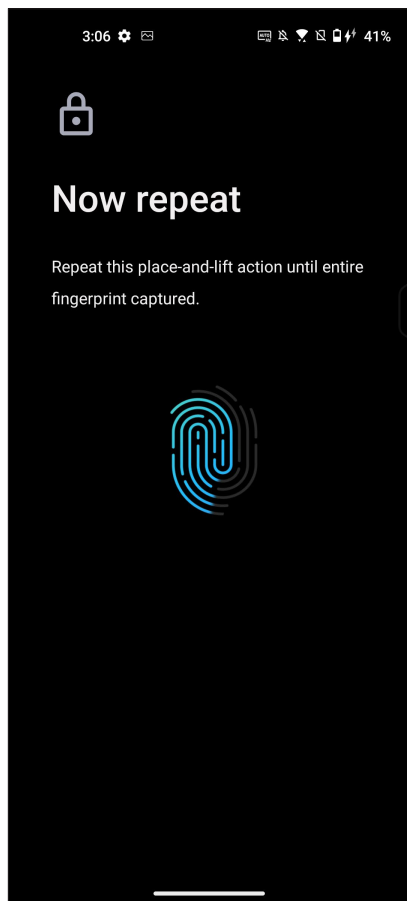 3:06 41%
Now repeat
Repeat this place-and-lift action until entire
fingerprint captured.